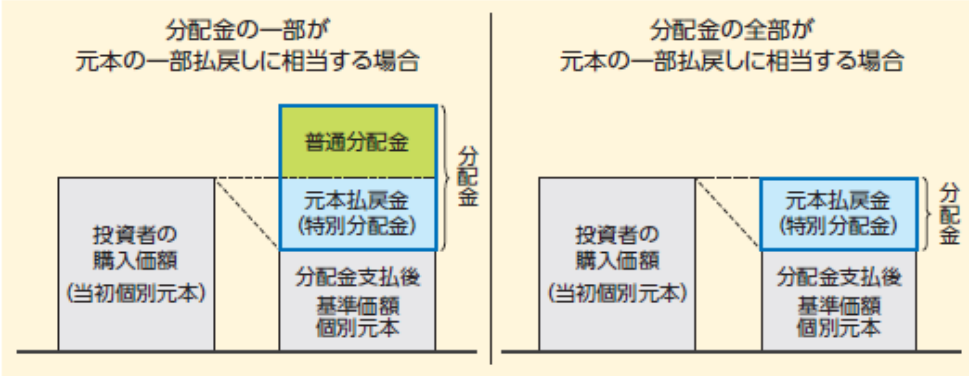 分配金の一部が
元本の一部払戻しに相当する場合
普通分配金
元本払戻金
(特別分配金)
分配金
投資者の
購入価額
(当初個別元本)
分配金支払後
基準価額
個別元本
分配金の全部が
元本の一部払戻しに相当する場合
元本払戻金
(特別分配金)
分配金
投資者の
購入価額
(当初個別元本)
分配金支払後
基準価額
個別元本